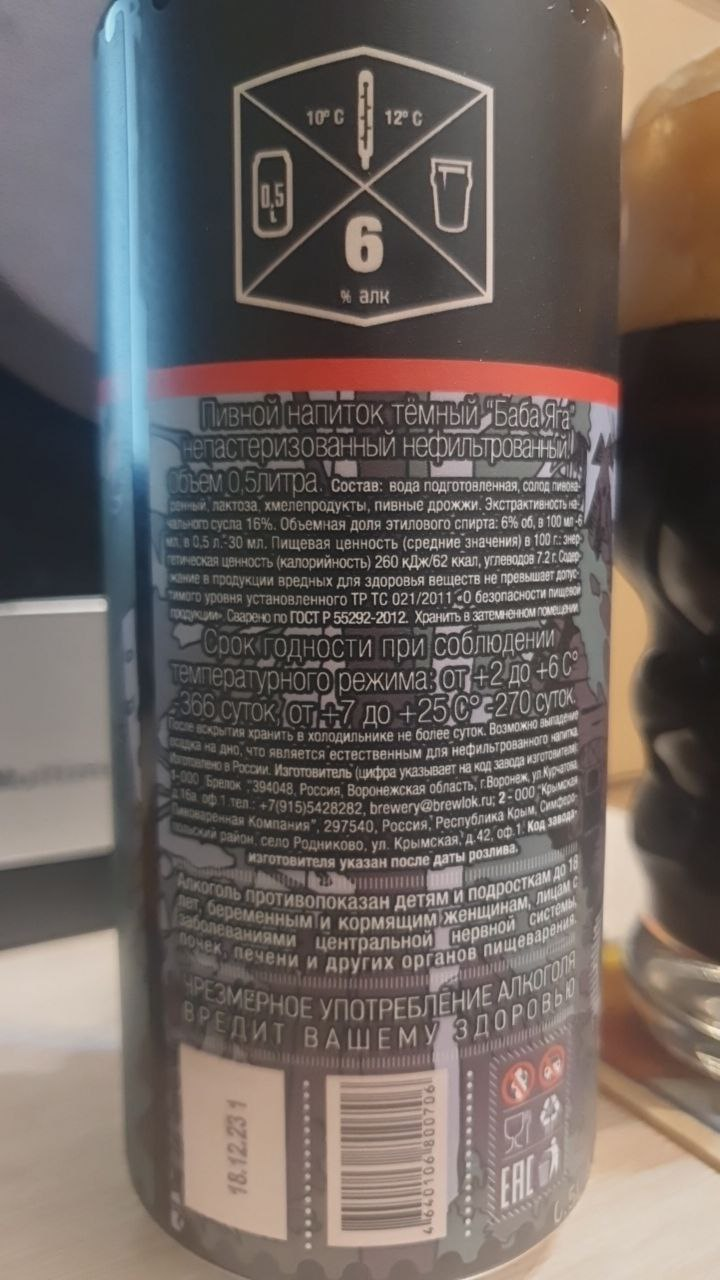 10° C 12° C
0,5
L
6
% алк
Пивной напиток тёмный "Баба Яга"
непастеризованный нефильтрованный
Объем 0,5литра. Состав: вода подготовленная, солод пивова-
ренный, лактоза, хмелепродукты, пивные дрожжи. Экстрактивность на-
чального сусла 16%. Объемная доля этилового спирта: 6% об, в 100 мл -6
мл, в 0,5 л.-30 мл. Пищевая ценность (средние значения) в 100 г.: энер-
гетическая ценность (калорийность) 260 кДж/62 ккал, углеводов 7.2 г. Содер-
жание в продукции вредных для здоровья веществ не превышает допус-
тимого уровня установленного ТР ТС 021/2011 «О безопасности пищевой
продукции». Сварено по ГОСТ Р 55292-2012. Хранить в затемненном помещении.
Срок годности при соблюдении
температурного режима: от +2 до +6 С°
-366 суток, от +7 до +25 С° -270 суток.
После вскрытия хранить в холодильнике не более суток. Возможно выпадение
осадка на дно, что является естественным для нефильтрованного напитка.
Изготовлено в России. Изготовитель (цифра указывает на код завода изготовителя):
1-000 "Брелок", 394048, Россия, Воронежская область, г.Воронеж, ул.Курчатова,
д.16а, оф.1 тел.: +7(915)5428282, brewery@brewlok.ru; 2 - 000 "Крымская
Пивоваренная Компания", 297540, Россия, Республика Крым, Симферо-
польский район, село Родниково, ул. Крымская, д.42, оф.1. Код завода-
изготовителя указан после даты розлива.
Алкоголь противопоказан детям и подросткам до 18
лет, беременным и кормящим женщинам, лицам с
заболеваниями центральной нервной системы,
почек, печени и других органов пищеварения.
ЧРЕЗМЕРНОЕ УПОТРЕБЛЕНИЕ АЛКОГОЛЯ
ВРЕДИТ ВАШЕМУ ЗДОРОВЬЮ
18.12.23 1
4640106800706
EAC